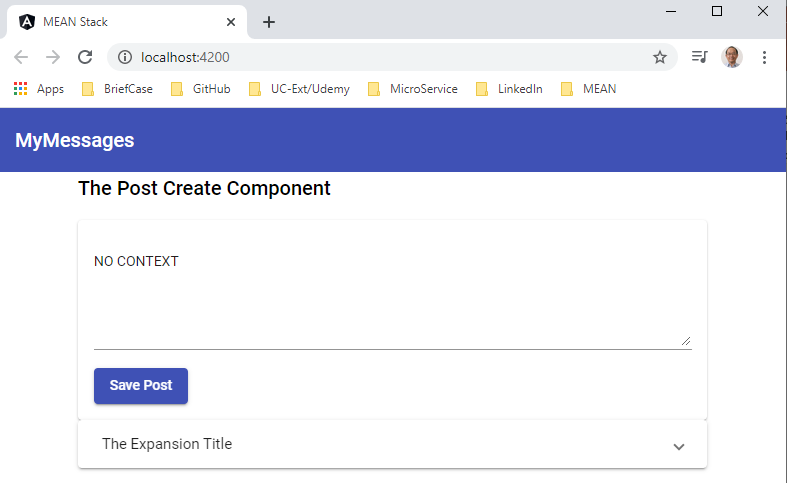 MEAN Stack
localhost:4200
Apps BriefCase GitHub UC-Ext/Udemy MicroService LinkedIn MEAN
MyMessages
The Post Create Component
NO CONTEXT
Save Post
The Expansion Title